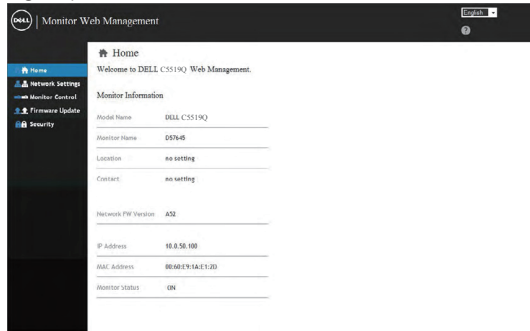 DELL | Monitor Web Management
English
?
Home
Network Settings
Monitor Control
Firmware Update
Security
Home
Welcome to DELL C5519Q Web Management.
Monitor Information
Model Name DELL C5519Q
Monitor Name D57645
Location no setting
Contact no setting
Network FW Version A52
IP Address 10.0.50.100
MAC Address 00:60:E9:1A:E1:2D
Monitor Status ON